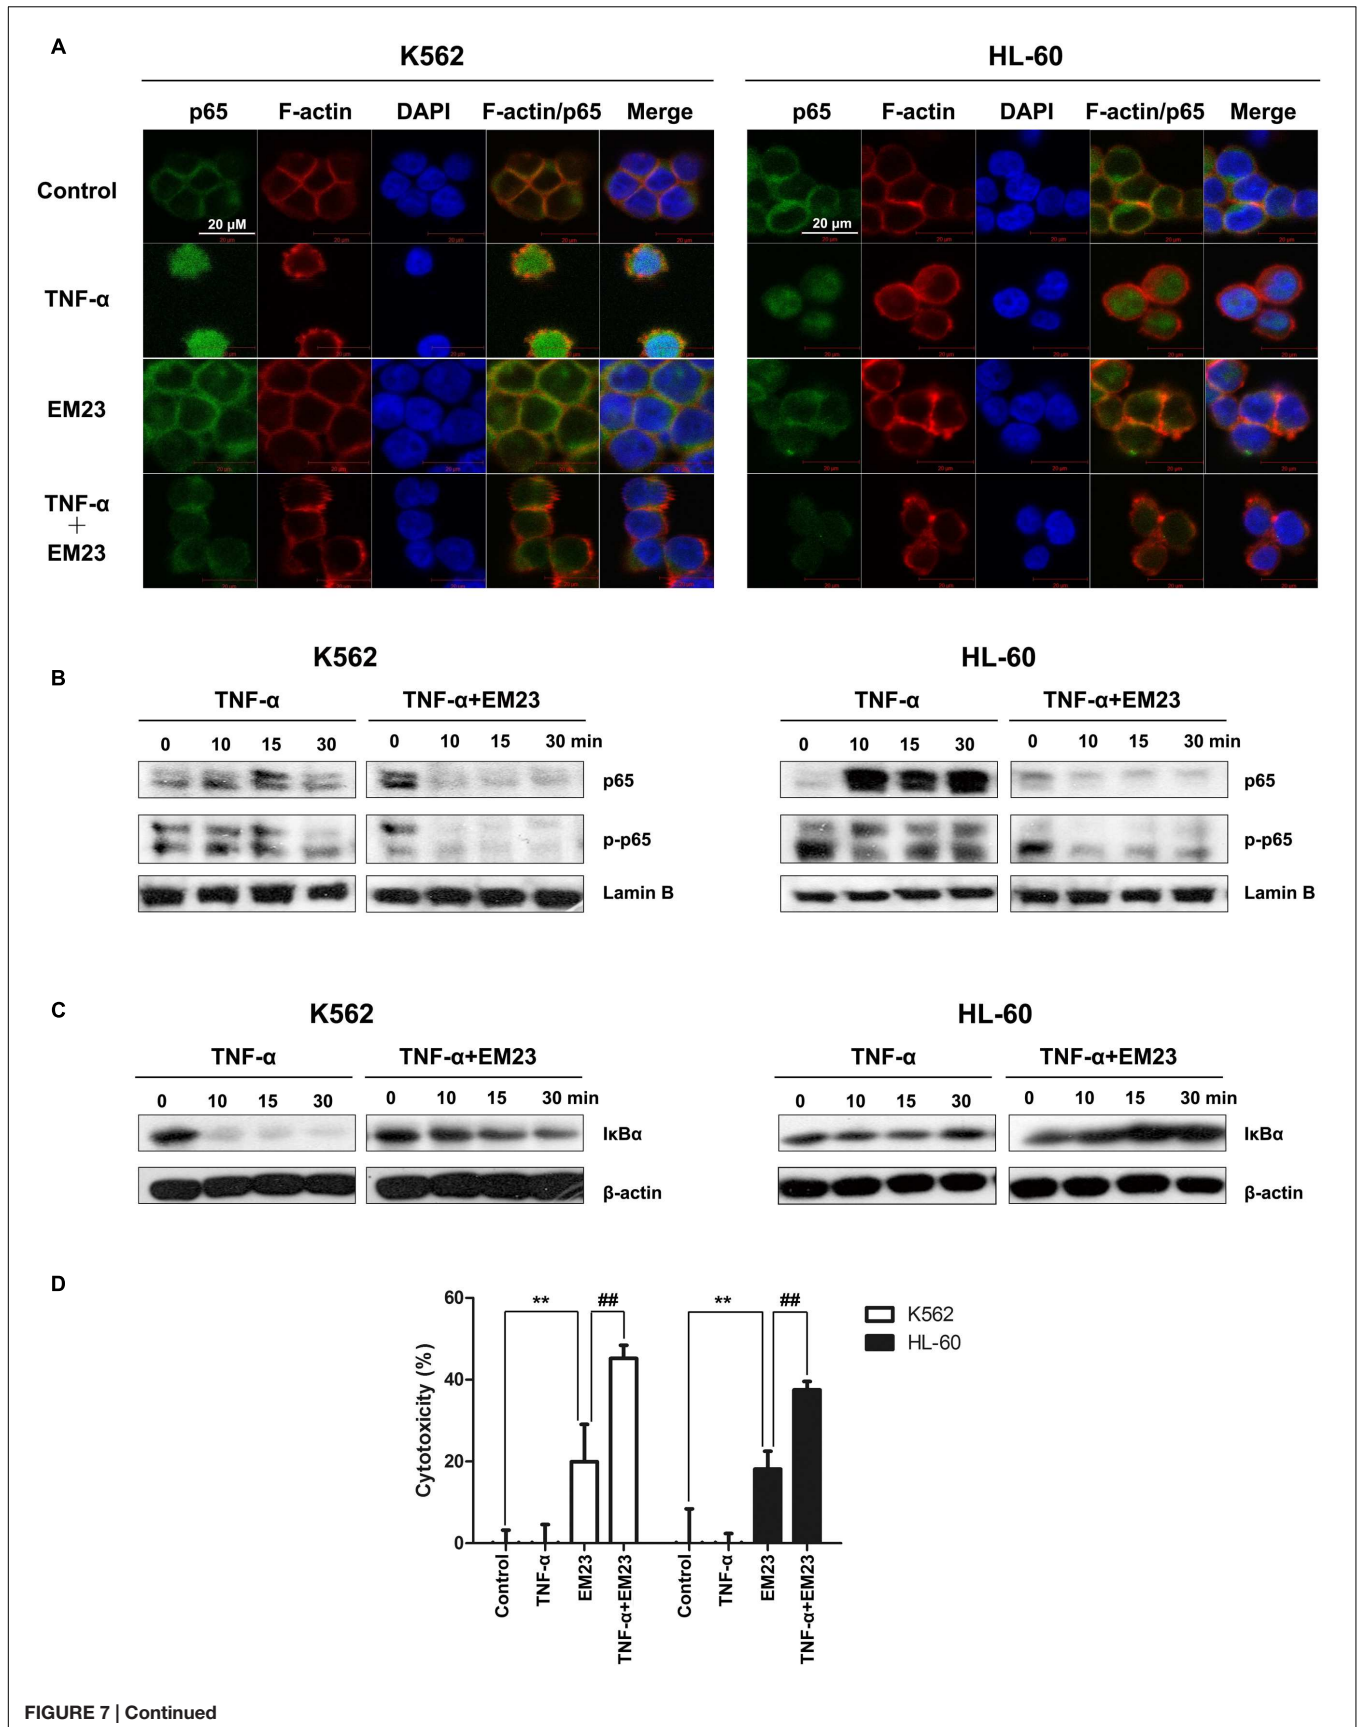 A
K562 HL-60
p65 F-actin DAPI F-actin/p65 Merge p65 F-actin DAPI F-actin/p65 Merge
Control
20 μM 20 μm
TNF-α
EM23
TNF-α
+
EM23
B
K562 HL-60
TNF-α TNF-α+EM23 TNF-α TNF-α+EM23
0 10 15 30 0 10 15 30 min 0 10 15 30 0 10 15 30 min
p65 p65
p-p65 p-p65
Lamin B Lamin B
C
K562 HL-60
TNF-α TNF-α+EM23 TNF-α TNF-α+EM23
0 10 15 30 0 10 15 30 min 0 10 15 30 0 10 15 30 min
IκBα IκBα
β-actin β-actin
D
60
40
20
0
Cytotoxicity (%)
** ## ** ##
K562
HL-60
Control TNF-α EM23 TNF-α+EM23 Control TNF-α EM23 TNF-α+EM23
FIGURE 7 | Continued